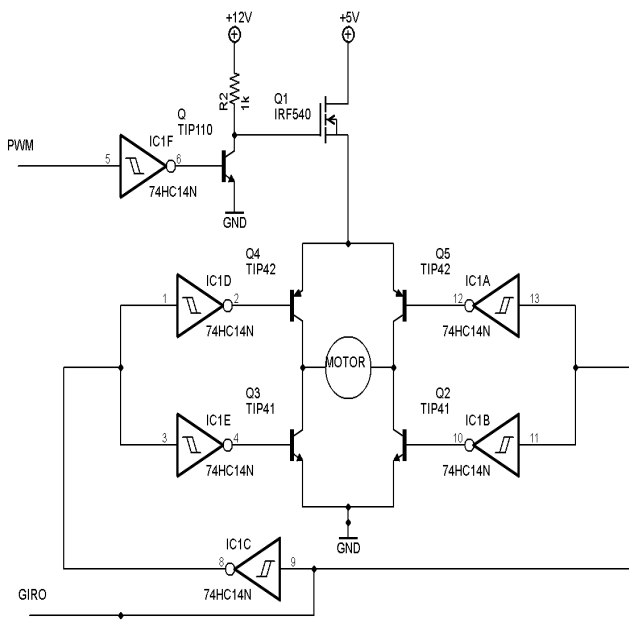 +12V
+5V
R2
1k
Q1
IRF540
Q
TIP110
PWM
IC1F
5
6
74HC14N
GND
Q4
TIP42
Q5
TIP42
IC1D
IC1A
1
2
12
13
74HC14N
74HC14N
MOTOR
Q3
TIP41
Q2
TIP41
IC1E
IC1B
3
4
10
11
74HC14N
74HC14N
GND
IC1C
8
9
74HC14N
GIRO